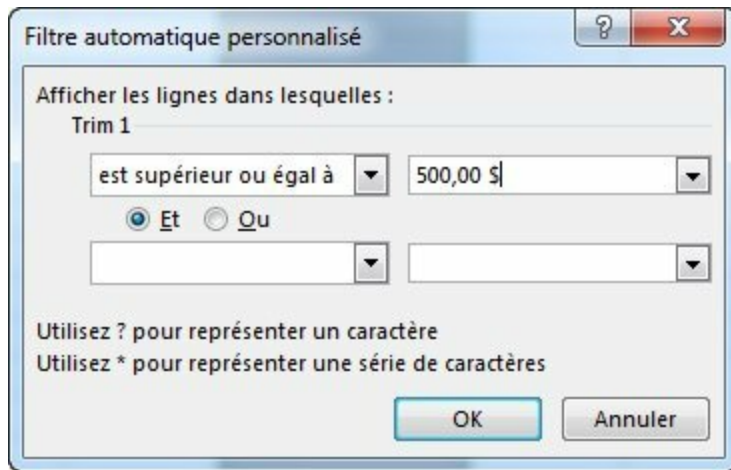 Filtre automatique personnalisé
?
Afficher les lignes dans lesquelles :
Trim 1
est supérieur ou égal à 500,00 $
Et Ou
Utilisez ? pour représenter un caractère
Utilisez * pour représenter une série de caractères
OK Annuler